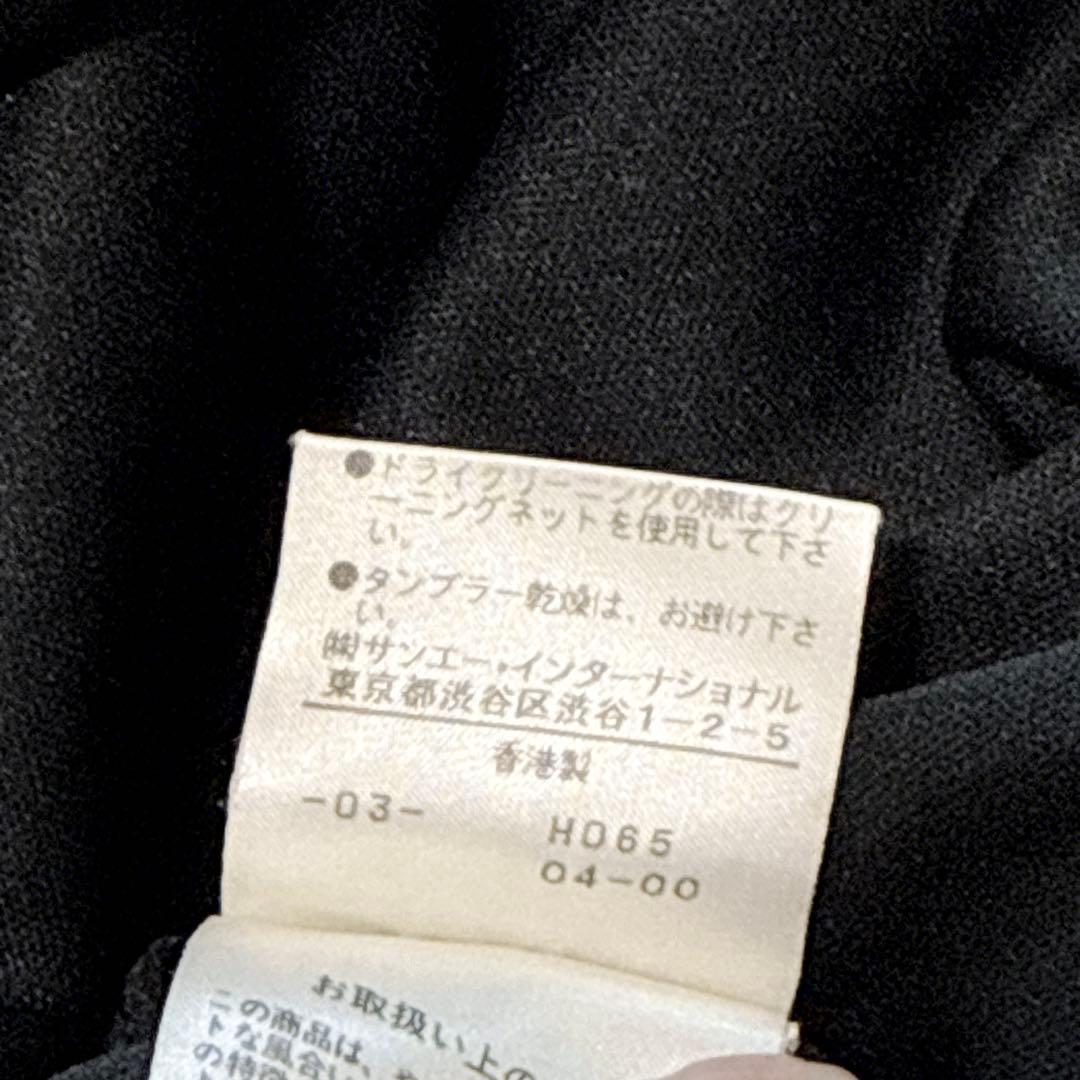 ●ドライクリーニングの際はクリ
ーニングネットを使用して下さ
い。
●タンブラー乾燥は、お避け下さ
い。
㈱サンエー・インターナショナル
東京都渋谷区渋谷1-2-5
香港製
-03-
H065
04-00
お取扱い上の
この商品は、
トな風合い
の特徴